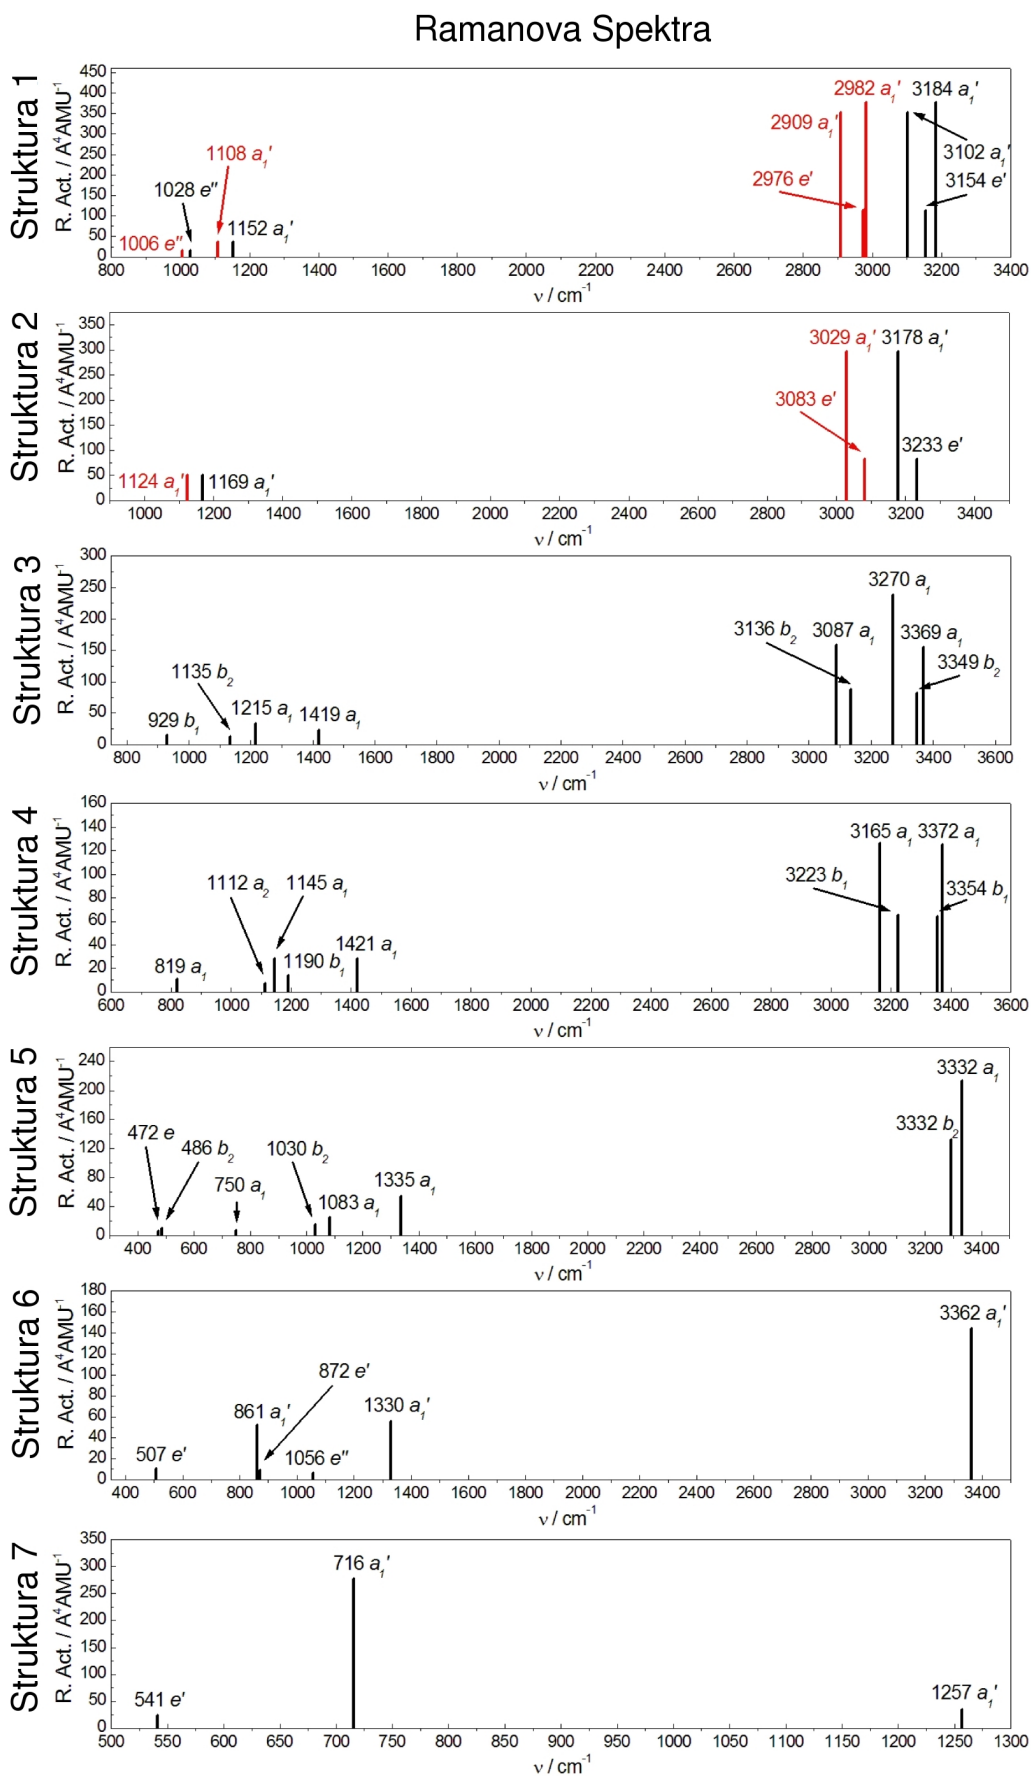 Ramanova Spektra
Struktura 1
R. Act. / A⁴AMU⁻¹
450
400
350
300
250
200
150
100
50
0
1006 e''
1028 e''
1108 a₁'
1152 a₁'
2909 a₁'
2976 e'
2982 a₁'
3184 a₁'
3102 a₁'
3154 e'
800 1000 1200 1400 1600 1800 2000 2200 2400 2600 2800 3000 3200 3400
ν / cm⁻¹
Struktura 2
R. Act. / A⁴AMU⁻¹
350
300
250
200
150
100
50
0
1124 a₁' 1169 a₁'
3029 a₁' 3178 a₁'
3083 e'
3233 e'
1000 1200 1400 1600 1800 2000 2200 2400 2600 2800 3000 3200 3400
ν / cm⁻¹
Struktura 3
R. Act. / A⁴AMU⁻¹
300
250
200
150
100
50
0
929 b₁
1135 b₂
1215 a₁ 1419 a₁
3136 b₂ 3087 a₁
3270 a₁
3369 a₁
3349 b₂
800 1000 1200 1400 1600 1800 2000 2200 2400 2600 2800 3000 3200 3400 3600
ν / cm⁻¹
Struktura 4
R. Act. / A⁴AMU⁻¹
160
140
120
100
80
60
40
20
0
819 a₁
1112 a₂ 1145 a₁
1190 b₁
1421 a₁
3165 a₁ 3372 a₁
3223 b₁
3354 b₁
600 800 1000 1200 1400 1600 1800 2000 2200 2400 2600 2800 3000 3200 3400 3600
ν / cm⁻¹
Struktura 5
R. Act. / A⁴AMU⁻¹
240
200
160
120
80
40
0
472 e
486 b₂
750 a₁
1030 b₂
1083 a₁
1335 a₁
3332 b₂
3332 a₁
400 600 800 1000 1200 1400 1600 1800 2000 2200 2400 2600 2800 3000 3200 3400
ν / cm⁻¹
Struktura 6
R. Act. / A⁴AMU⁻¹
180
160
140
120
100
80
60
40
20
0
507 e'
861 a₁'
872 e'
1056 e''
1330 a₁'
3362 a₁'
400 600 800 1000 1200 1400 1600 1800 2000 2200 2400 2600 2800 3000 3200 3400
ν / cm⁻¹
Struktura 7
R. Act. / A⁴AMU⁻¹
350
300
250
200
150
100
50
0
541 e'
716 a₁'
1257 a₁'
500 550 600 650 700 750 800 850 900 950 1000 1050 1100 1150 1200 1250 1300
ν / cm⁻¹